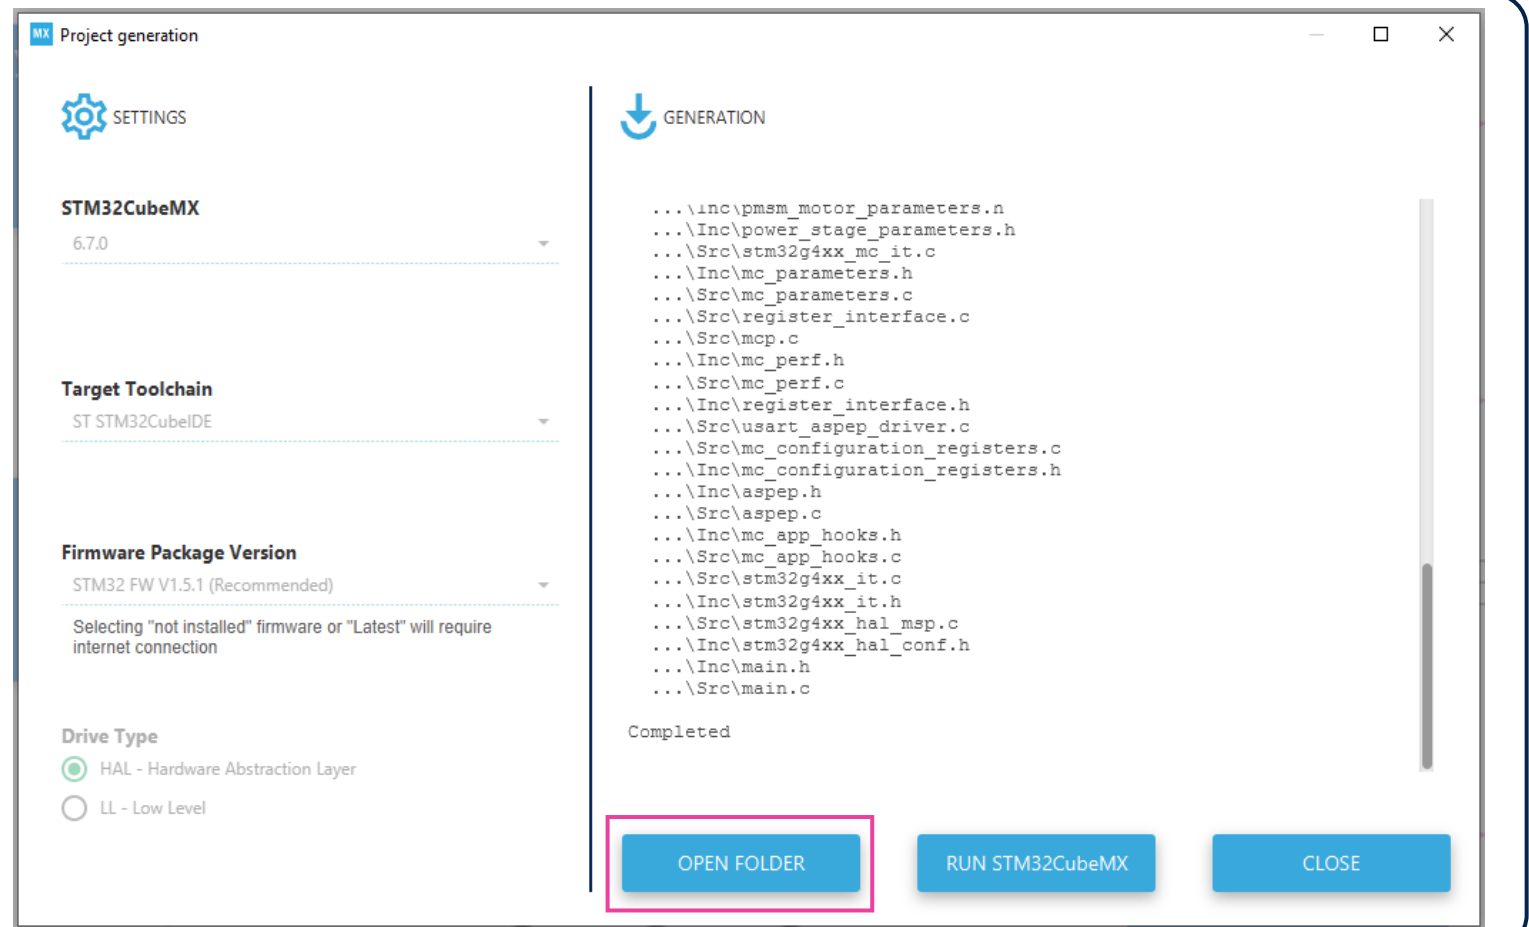 MX Project generation
SETTINGS
STM32CubeMX
6.7.0
Target Toolchain
ST STM32CubeIDE
Firmware Package Version
STM32 FW V1.5.1 (Recommended)
Selecting "not installed" firmware or "Latest" will require
internet connection
Drive Type
HAL - Hardware Abstraction Layer
LL - Low Level
GENERATION
...\Inc\pmsm_motor_parameters.h
...\Inc\power_stage_parameters.h
...\Src\stm32g4xx_mc_it.c
...\Inc\mc_parameters.h
...\Src\mc_parameters.c
...\Src\register_interface.c
...\Src\mcp.c
...\Inc\mc_perf.h
...\Src\mc_perf.c
...\Inc\register_interface.h
...\Src\usart_aspep_driver.c
...\Src\mc_configuration_registers.c
...\Inc\mc_configuration_registers.h
...\Inc\aspep.h
...\Src\aspep.c
...\Inc\mc_app_hooks.h
...\Src\mc_app_hooks.c
...\Src\stm32g4xx_it.c
...\Inc\stm32g4xx_it.h
...\Src\stm32g4xx_hal_msp.c
...\Inc\stm32g4xx_hal_conf.h
...\Inc\main.h
...\Src\main.c
Completed
OPEN FOLDER
RUN STM32CubeMX
CLOSE